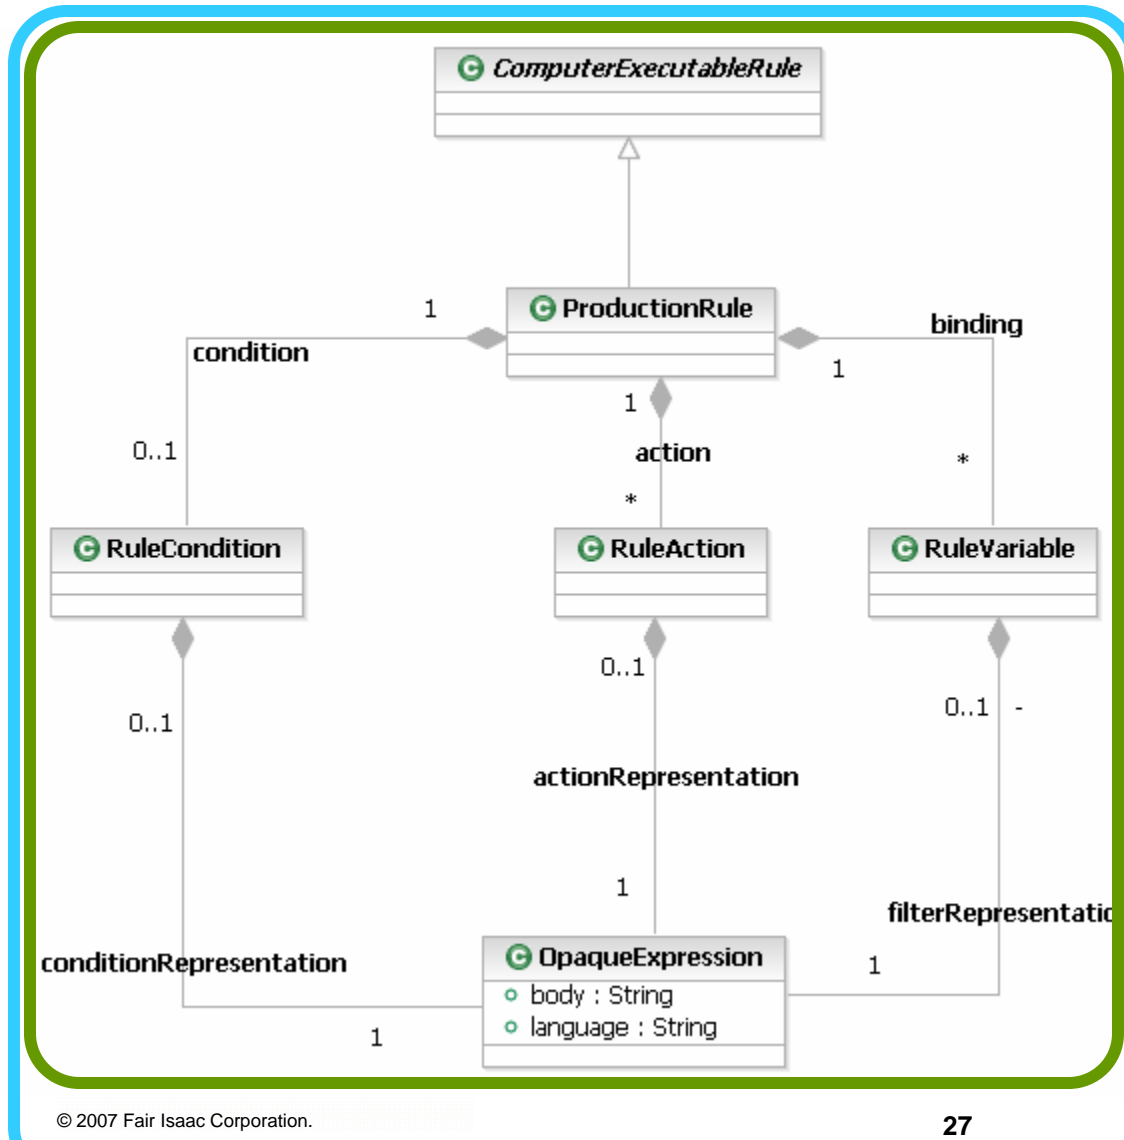 ComputerExecutableRule
ProductionRule
1
binding
condition
1
1
action
0..1
*
*
RuleCondition
RuleAction
RuleVariable
0..1
0..1
0..1 -
actionRepresentation
1
filterRepresentatio
conditionRepresentation
OpaqueExpression
1
body : String
language : String
1
© 2007 Fair Isaac Corporation.
27